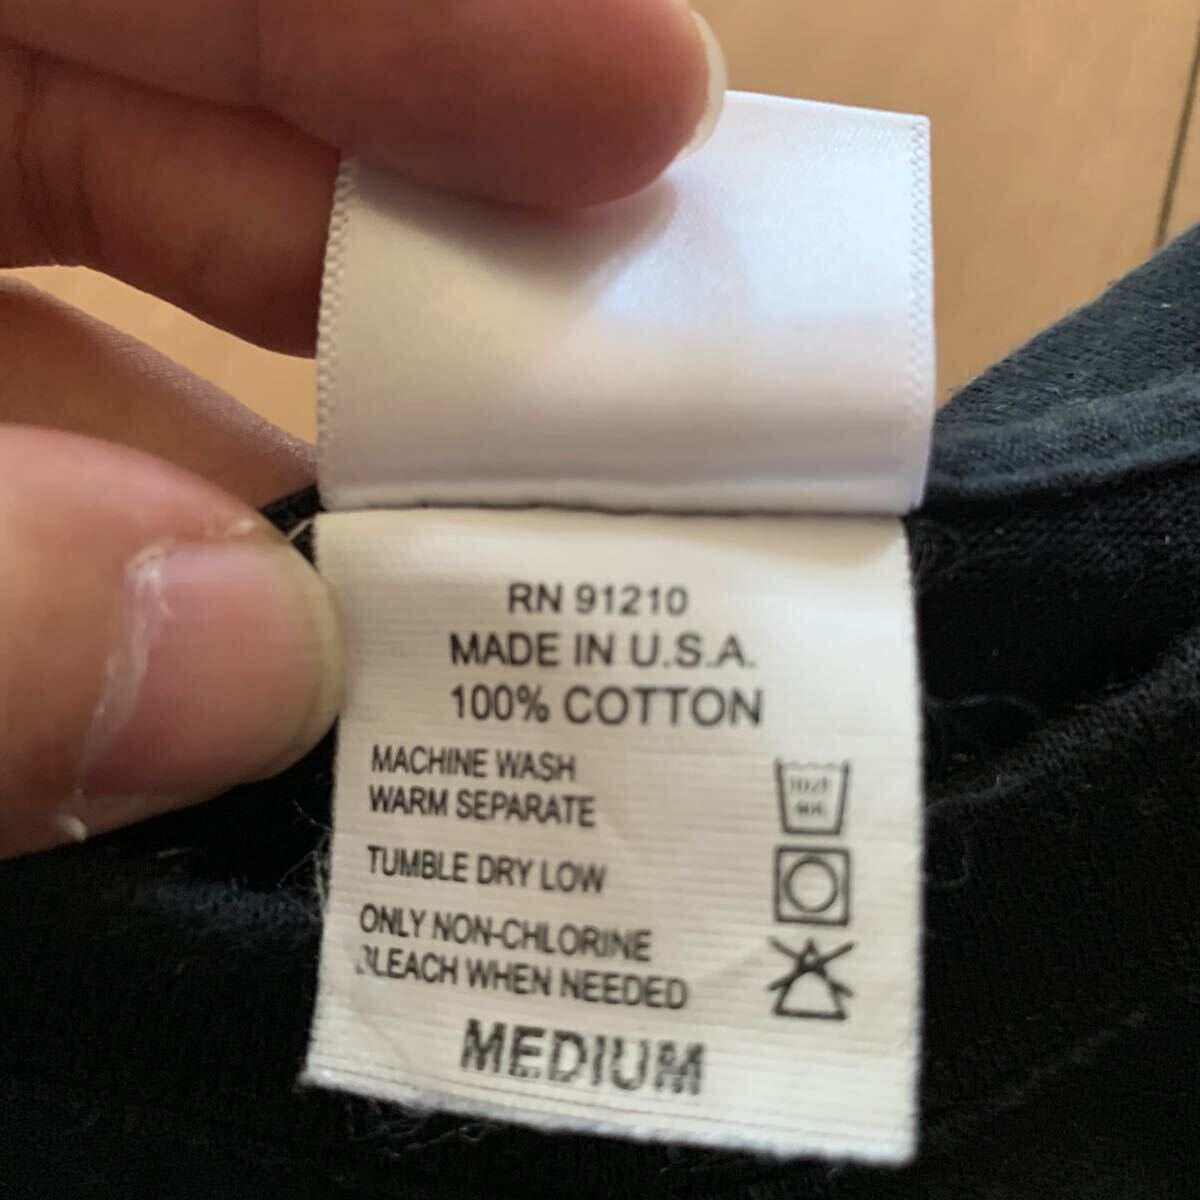 RN 91210
MADE IN U.S.A.
100% COTTON
MACHINE WASH
WARM SEPARATE
TUMBLE DRY LOW
ONLY NON-CHLORINE
BLEACH WHEN NEEDED
MEDIUM